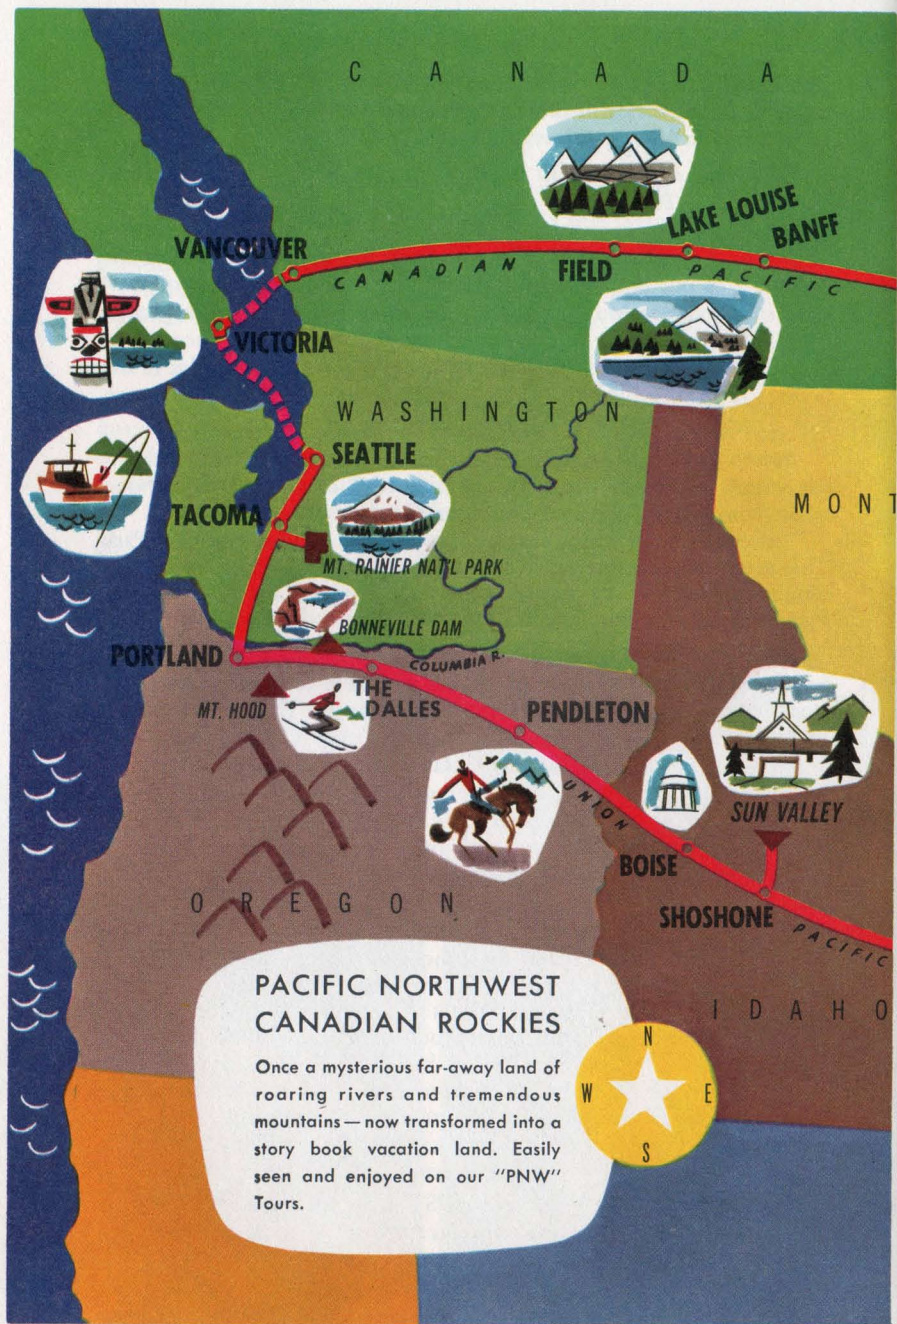 CANADA
LAKE LOUISE
BANFF
VANCOUVER
CANADIAN
FIELD
PACIFIC
VICTORIA
WASHINGTON
SEATTLE
MONT
TACOMA
MT. RAINIER NAT'L PARK
BONNEVILLE DAM
PORTLAND
COLUMBIA R.
THE
DALLES
MT. HOOD
PENDLETON
UNION
SUN VALLEY
BOISE
OREGON
SHOSHONE
PACIFIC
IDAHO
PACIFIC NORTHWEST
CANADIAN ROCKIES
Once a mysterious far-away land of
roaring rivers and tremendous
mountains—now transformed into a
story book vacation land. Easily
seen and enjoyed on our "PNW"
Tours.
N
W E
S